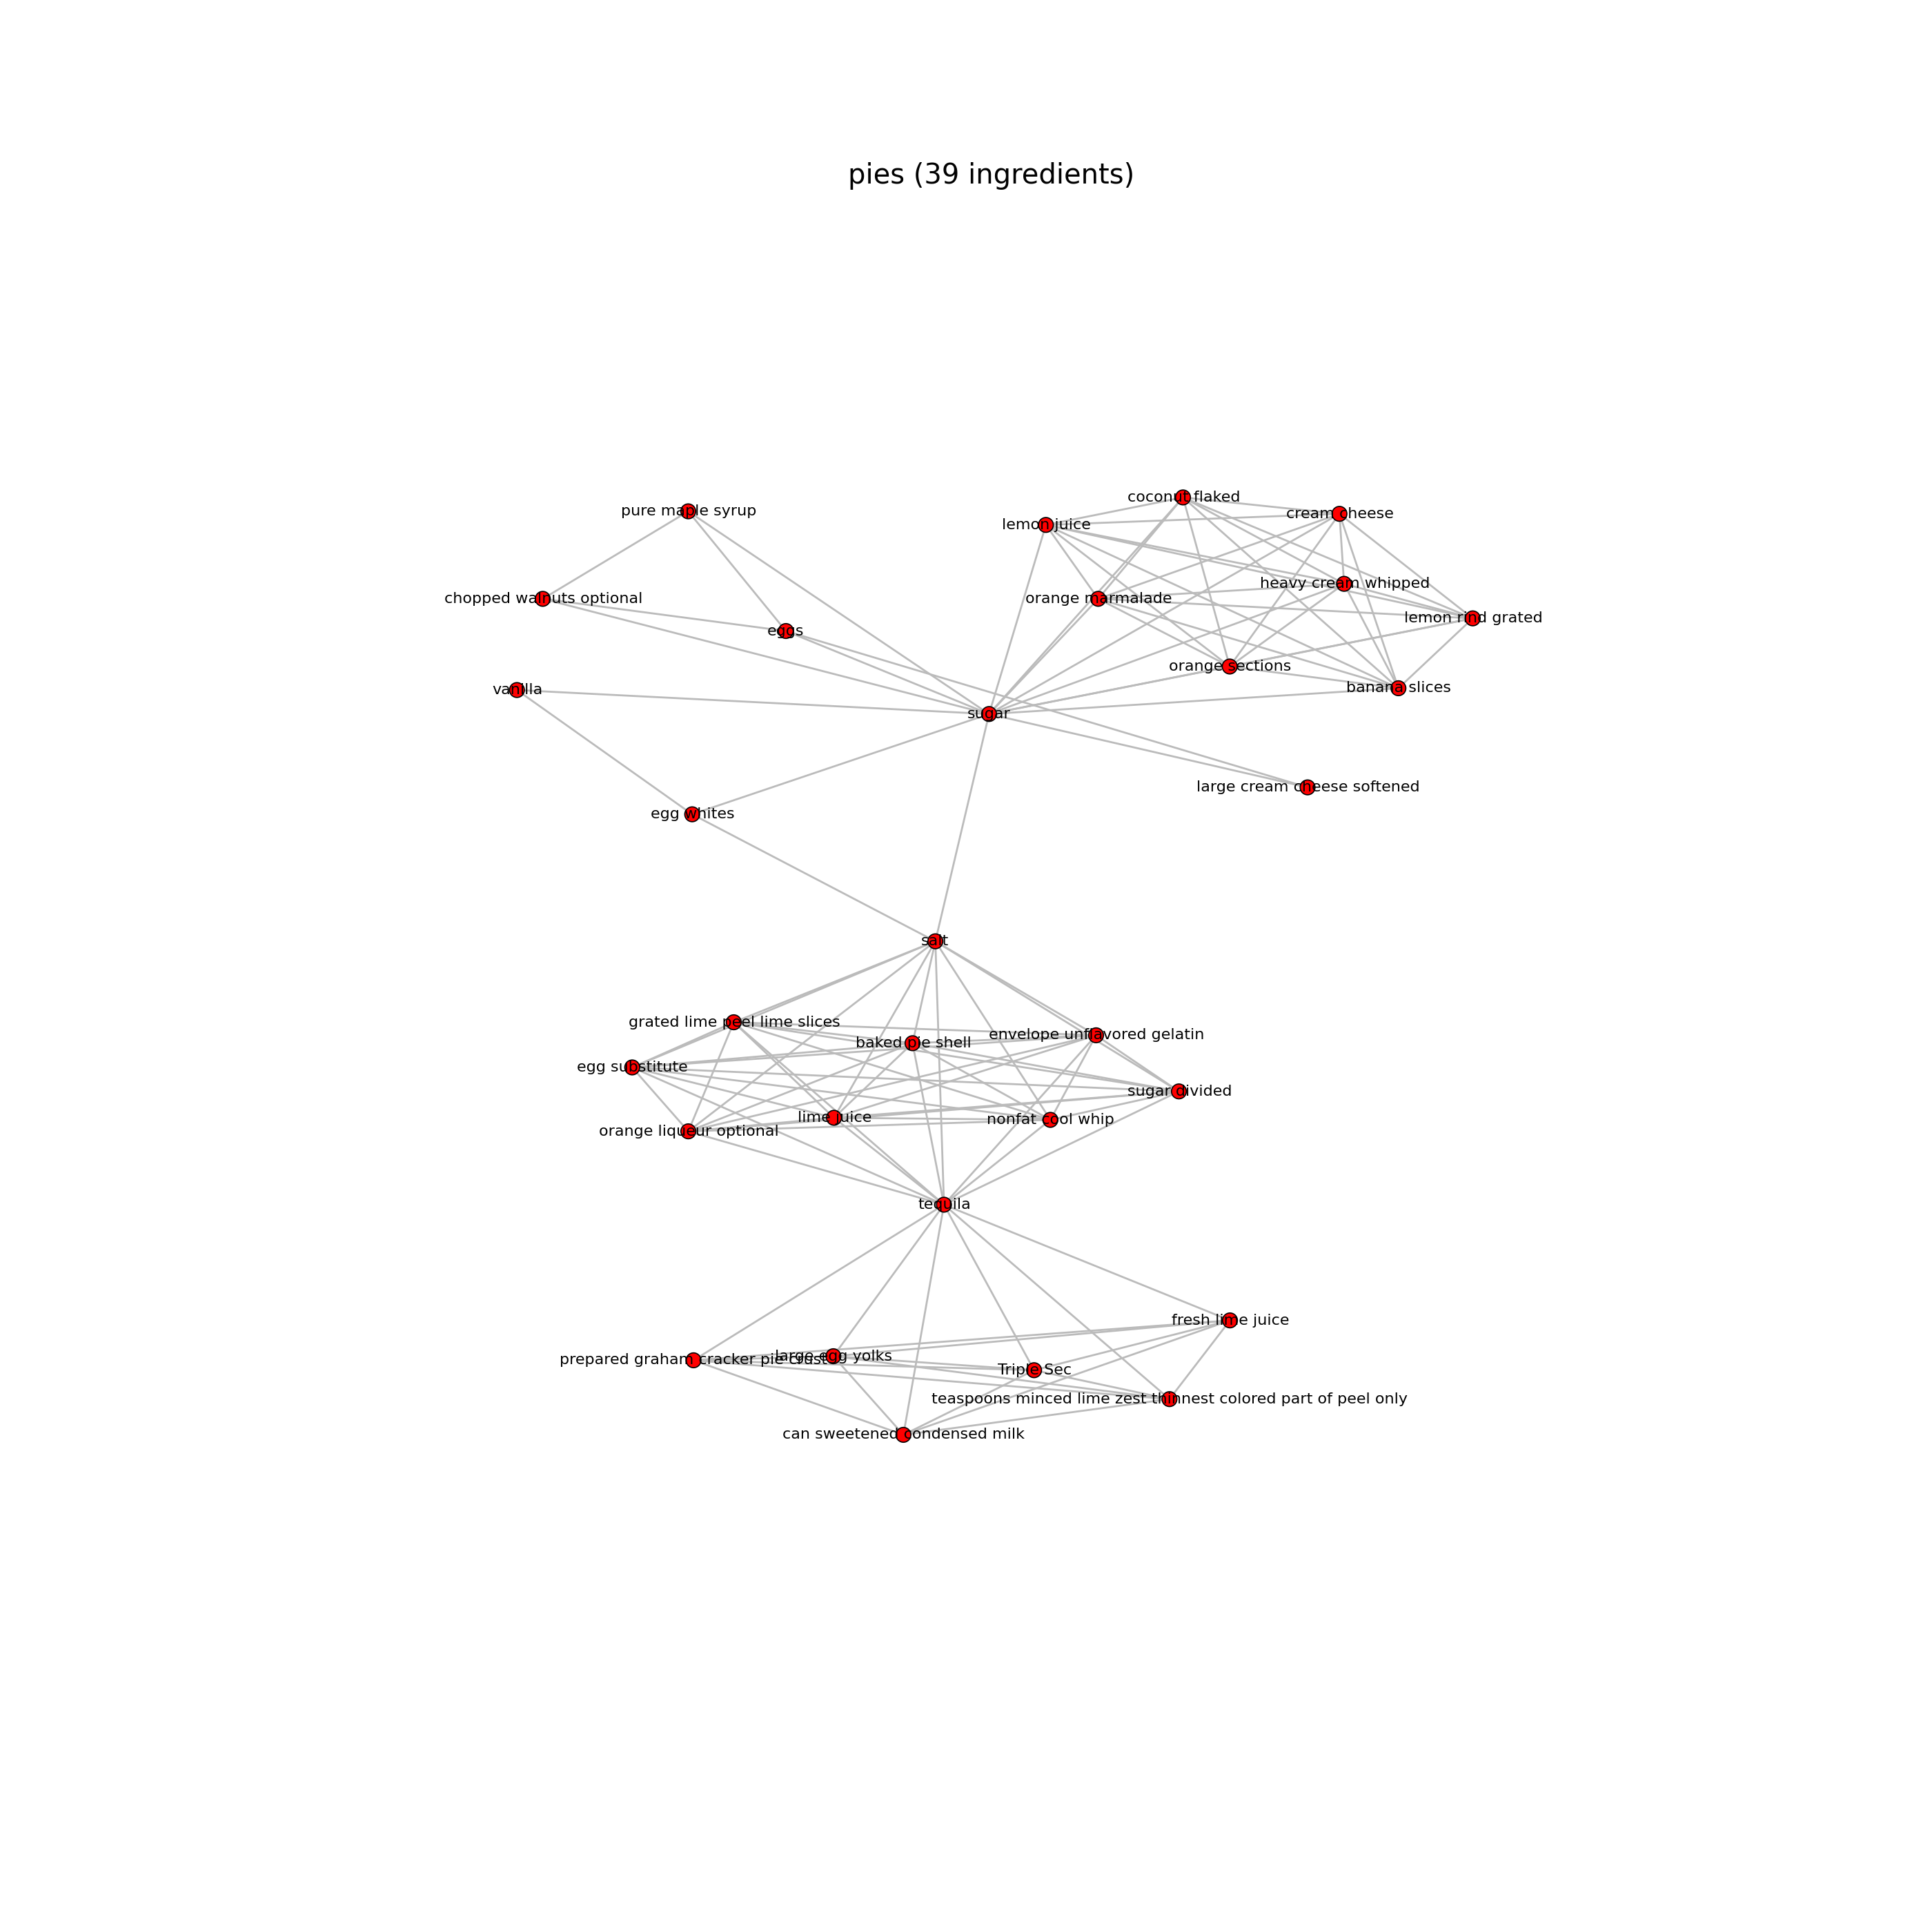 pies (39 ingredients)
coconut flaked
pure maple syrup
cream cheese
lemon juice
heavy cream whipped
chopped walnuts optional
orange marmalade
lemon rind grated
eggs
orange sections
vanilla
banana slices
sugar
large cream cheese softened
egg whites
salt
grated lime peel lime slices
envelope unflavored gelatin
baked pie shell
egg substitute
sugar divided
lime juice
nonfat cool whip
orange liqueur optional
tequila
fresh lime juice
large egg yolks
prepared graham cracker pie crusts
Triple Sec
teaspoons minced lime zest thinnest colored part of peel only
can sweetened condensed milk